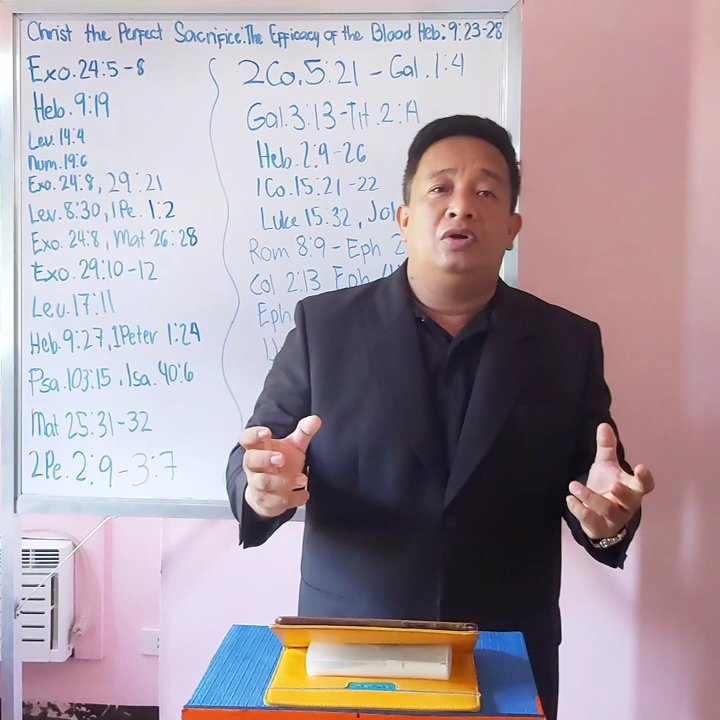 Christ the Perfect Sacrifice: The Efficacy of the Blood Heb: 9:23-28
Exo. 24:5-8
Heb. 9:19
Lev. 14:4
Num. 19:6
Exo. 24:8, 29:21
Lev. 8:30, 1Pe. 1:2
Exo. 24:8, Mat 26:28
Exo. 29:10-12
Lev. 17:11
Heb. 9:27, 1Peter 1:24
Psa. 103:15, Isa. 40:6
Mat 25:31-32
2Pe. 2:9-3:7
2Co. 5:21 - Gal. 1:4
Gal. 3:13 - Tit. 2:
Heb. 2:9-26
1Co. 15:21-22
Luke 15:32,
Rom 8:9 - Eph 2
Col 2:13 Eph
Eph